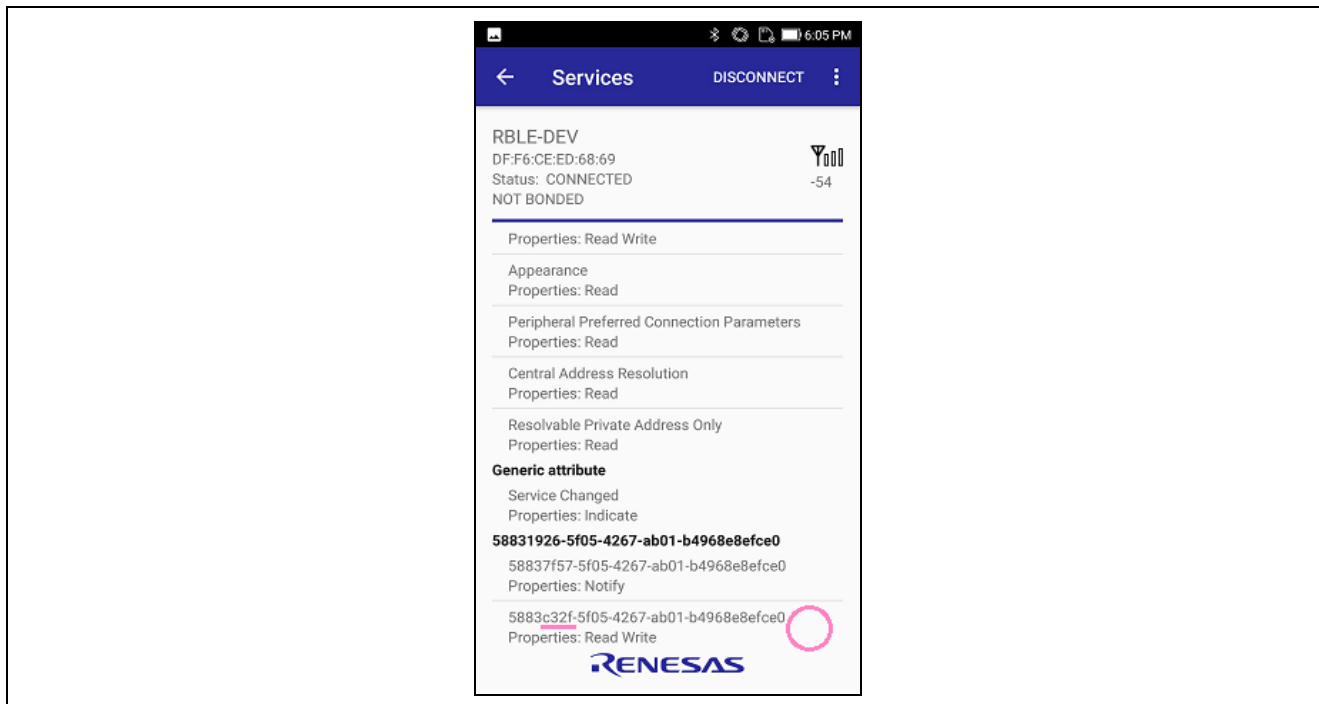 6:05 PM
Services DISCONNECT
RBLE-DEV
DF:F6:CE:ED:68:69
Status: CONNECTED
-54
NOT BONDED
Properties: Read Write
Appearance
Properties: Read
Peripheral Preferred Connection Parameters
Properties: Read
Central Address Resolution
Properties: Read
Resolvable Private Address Only
Properties: Read
Generic attribute
Service Changed
Properties: Indicate
58831926-5f05-4267-ab01-b4968e8efce0
58837f57-5f05-4267-ab01-b4968e8efce0
Properties: Notify
5883c32f-5f05-4267-ab01-b4968e8efce0
Properties: Read Write
RENESAS